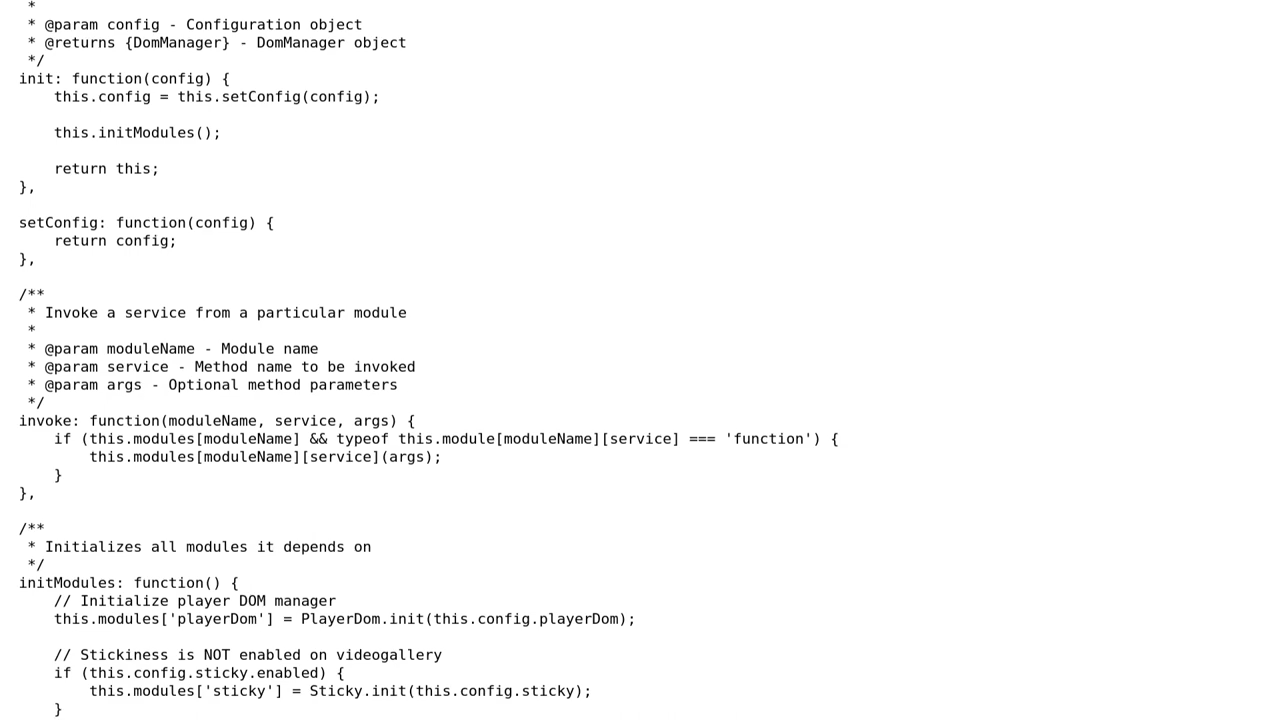 *
 * @param config - Configuration object
 * @returns {DomManager} - DomManager object
 */
init: function(config) {
    this.config = this.setConfig(config);

    this.initModules();

    return this;
},

setConfig: function(config) {
    return config;
},

/**
 * Invoke a service from a particular module
 *
 * @param moduleName - Module name
 * @param service - Method name to be invoked
 * @param args - Optional method parameters
 */
invoke: function(moduleName, service, args) {
    if (this.modules[moduleName] && typeof this.module[moduleName][service] === 'function') {
        this.modules[moduleName][service](args);
    }
},

/**
 * Initializes all modules it depends on
 */
initModules: function() {
    // Initialize player DOM manager
    this.modules['playerDom'] = PlayerDom.init(this.config.playerDom);

    // Stickiness is NOT enabled on videogallery
    if (this.config.sticky.enabled) {
        this.modules['sticky'] = Sticky.init(this.config.sticky);
    }